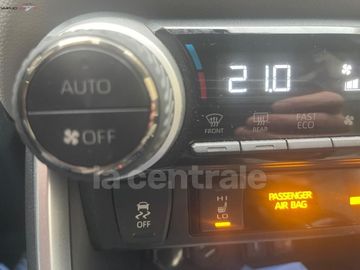 AUTO
OFF
21.0
FRONT
REAR
FAST
ECO
la centrale
HI
LO
PASSENGER
AIR BAG
OFF